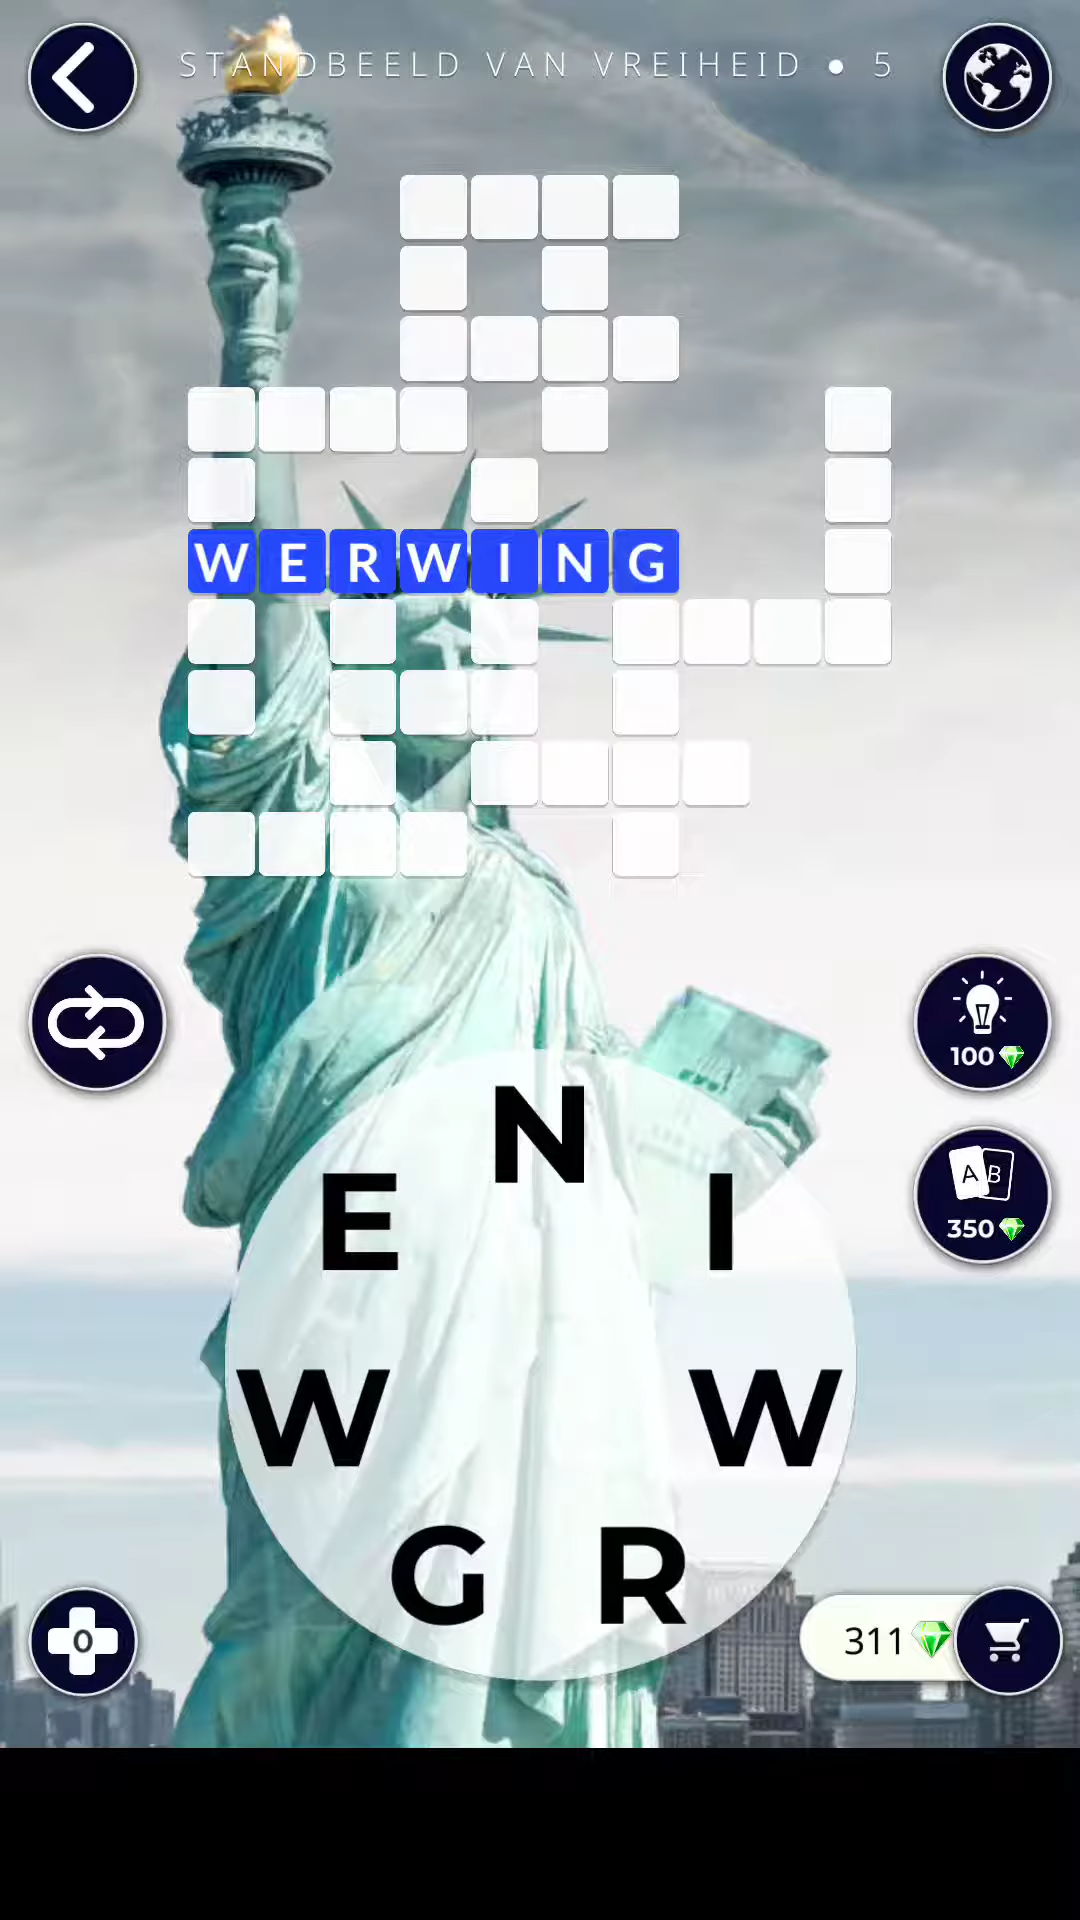 STANDBEELD VAN VREIHEID • 5
WERWING
N
E I
W W
G R
100
A B
350
0
311